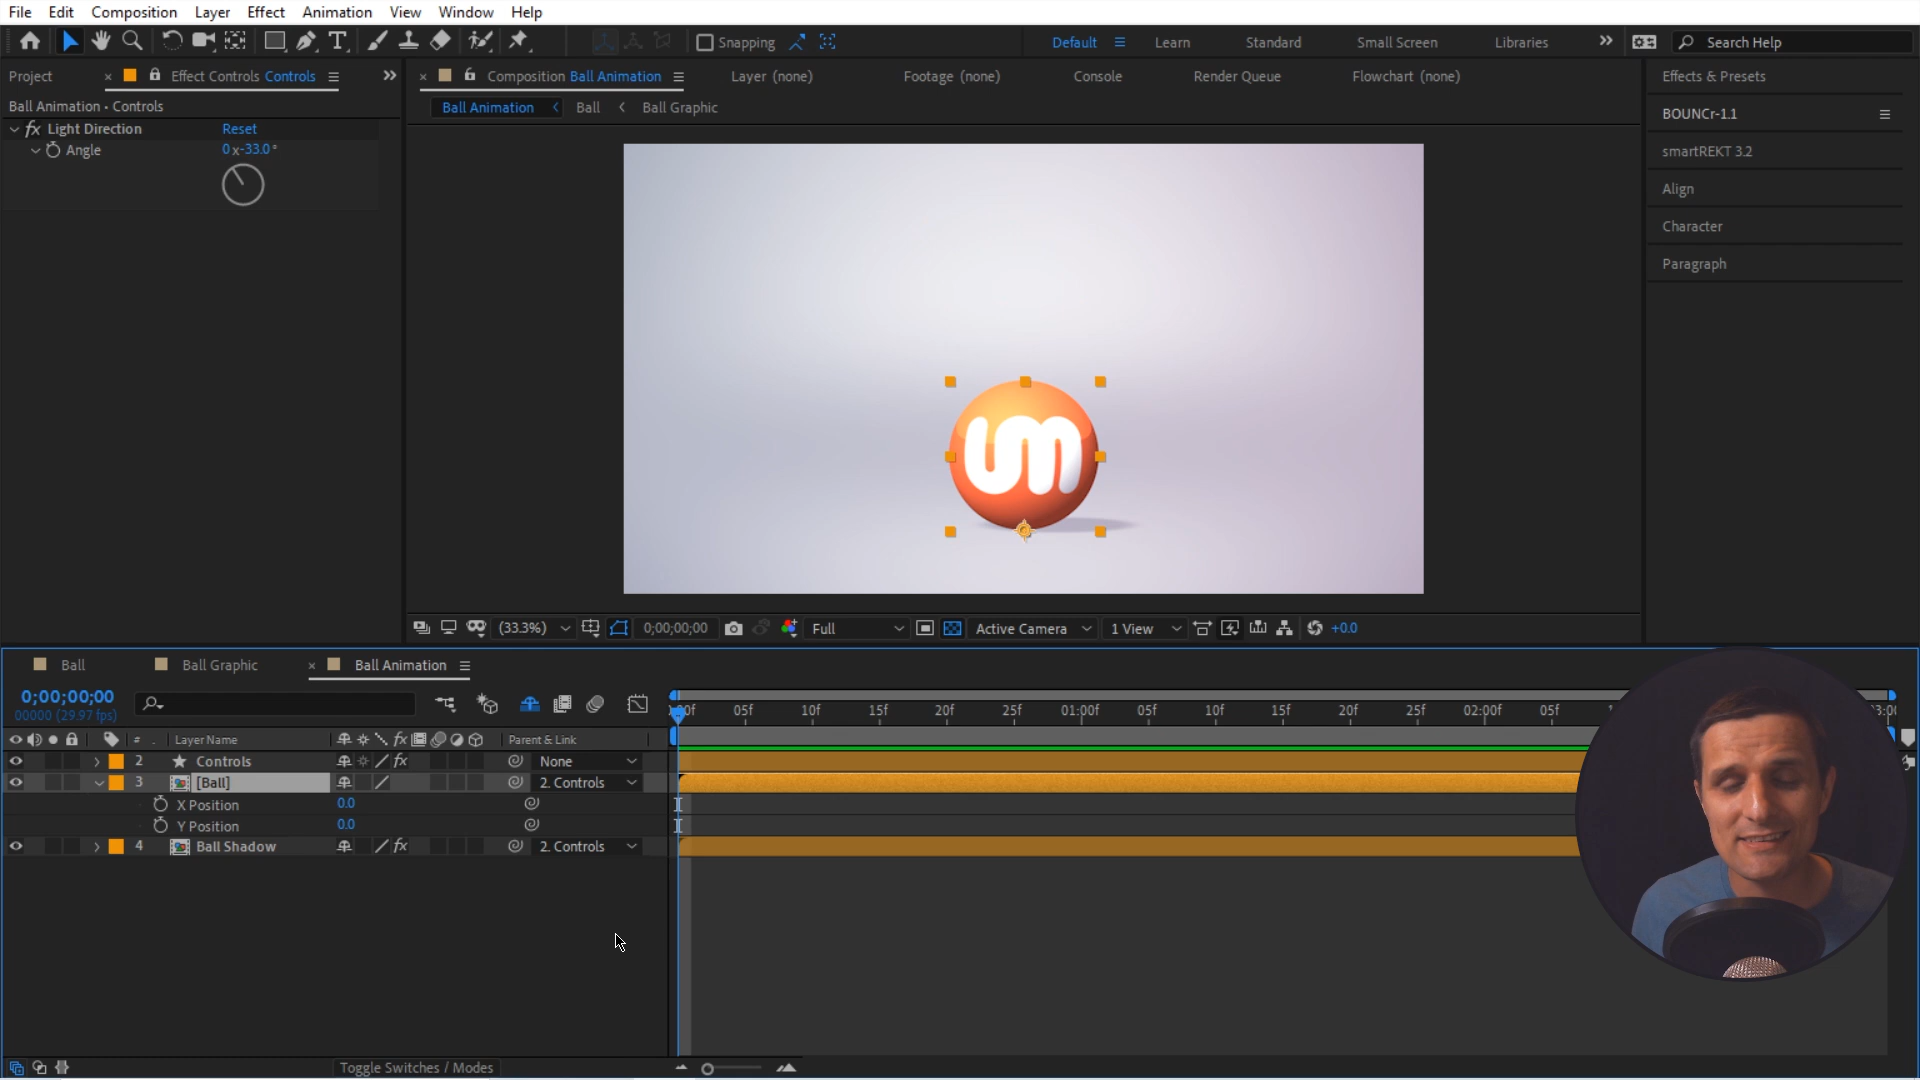 File Edit Composition Layer Effect Animation View Window Help
Snapping Default Learn Standard Small Screen Libraries Search Help
Project Effect Controls Controls
Composition Ball Animation Layer (none) Footage (none) Console Render Queue Flowchart (none)
Effects & Presets
Ball Animation • Controls
Ball Animation Ball Ball Graphic
BOUNCr-1.1
fx Light Direction Reset
Angle 0x-33.0°
smartREKT 3.2
Align
Character
Paragraph
um
(33.3%) 0;00;00;00 Full Active Camera 1 View +0.0
Ball Ball Graphic Ball Animation
0;00;00;00
00000 (29.97 fps)
05f 10f 15f 20f 25f 01:00f 05f 10f 15f 20f 25f 02:00f 05f
# Layer Name fx Parent & Link
2 Controls fx None
3 [Ball] 2. Controls
X Position 0.0
Y Position 0.0
4 Ball Shadow fx 2. Controls
Toggle Switches / Modes